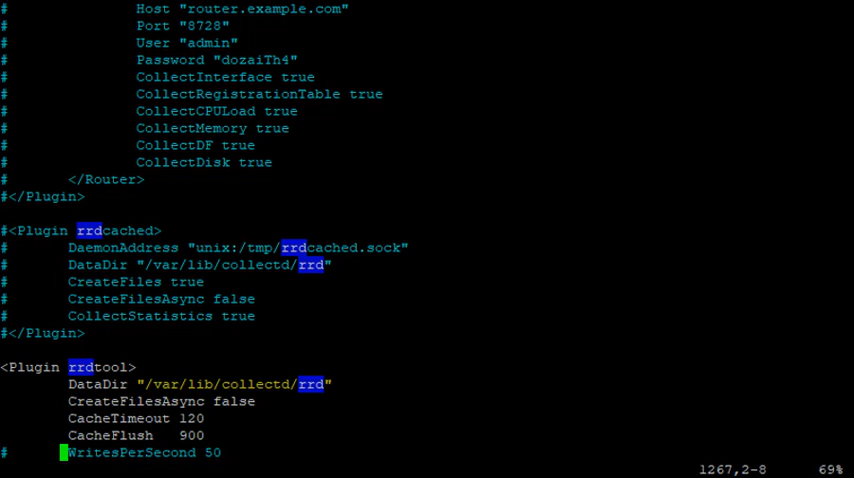 #               Host "router.example.com"
#               Port "8728"
#               User "admin"
#               Password "dozaiTh4"
#               CollectInterface true
#               CollectRegistrationTable true
#               CollectCPULoad true
#               CollectMemory true
#               CollectDF true
#               CollectDisk true
#       </Router>
#</Plugin>
#<Plugin rrdcached>
#       DaemonAddress "unix:/tmp/rrdcached.sock"
#       DataDir "/var/lib/collectd/rrd"
#       CreateFiles true
#       CreateFilesAsync false
#       CollectStatistics true
#</Plugin>
<Plugin rrdtool>
        DataDir "/var/lib/collectd/rrd"
        CreateFilesAsync false
        CacheTimeout 120
        CacheFlush   900
#       WritesPerSecond 50
1267,2-8 69%